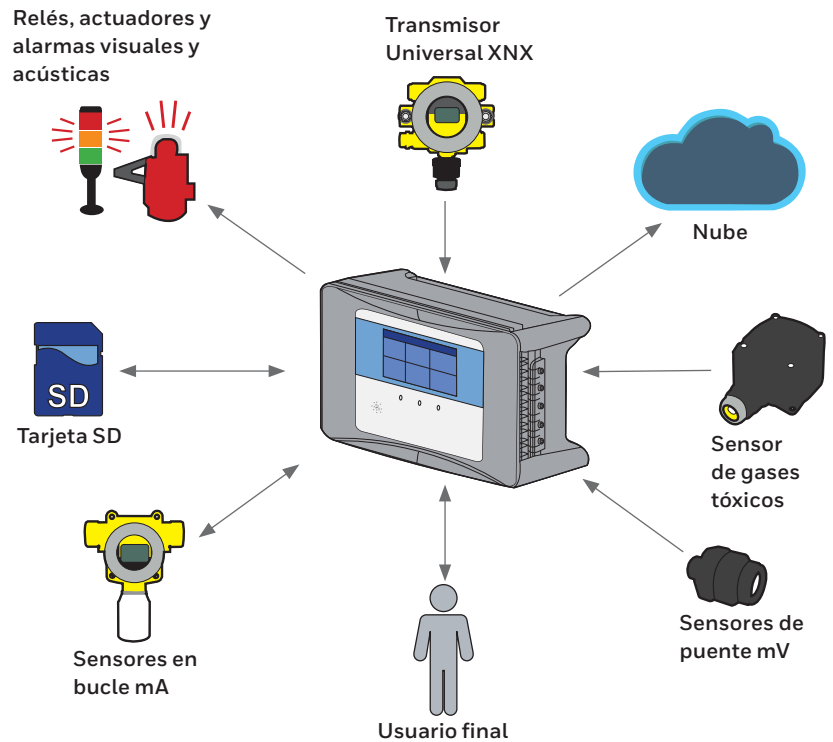 Relés, actuadores y
alarmas visuales y
acústicas
Transmisor
Universal XNX
Nube
SD
Tarjeta SD
Sensor
de gases
tóxicos
Sensores en
bucle mA
Sensores de
puente mV
Usuario final